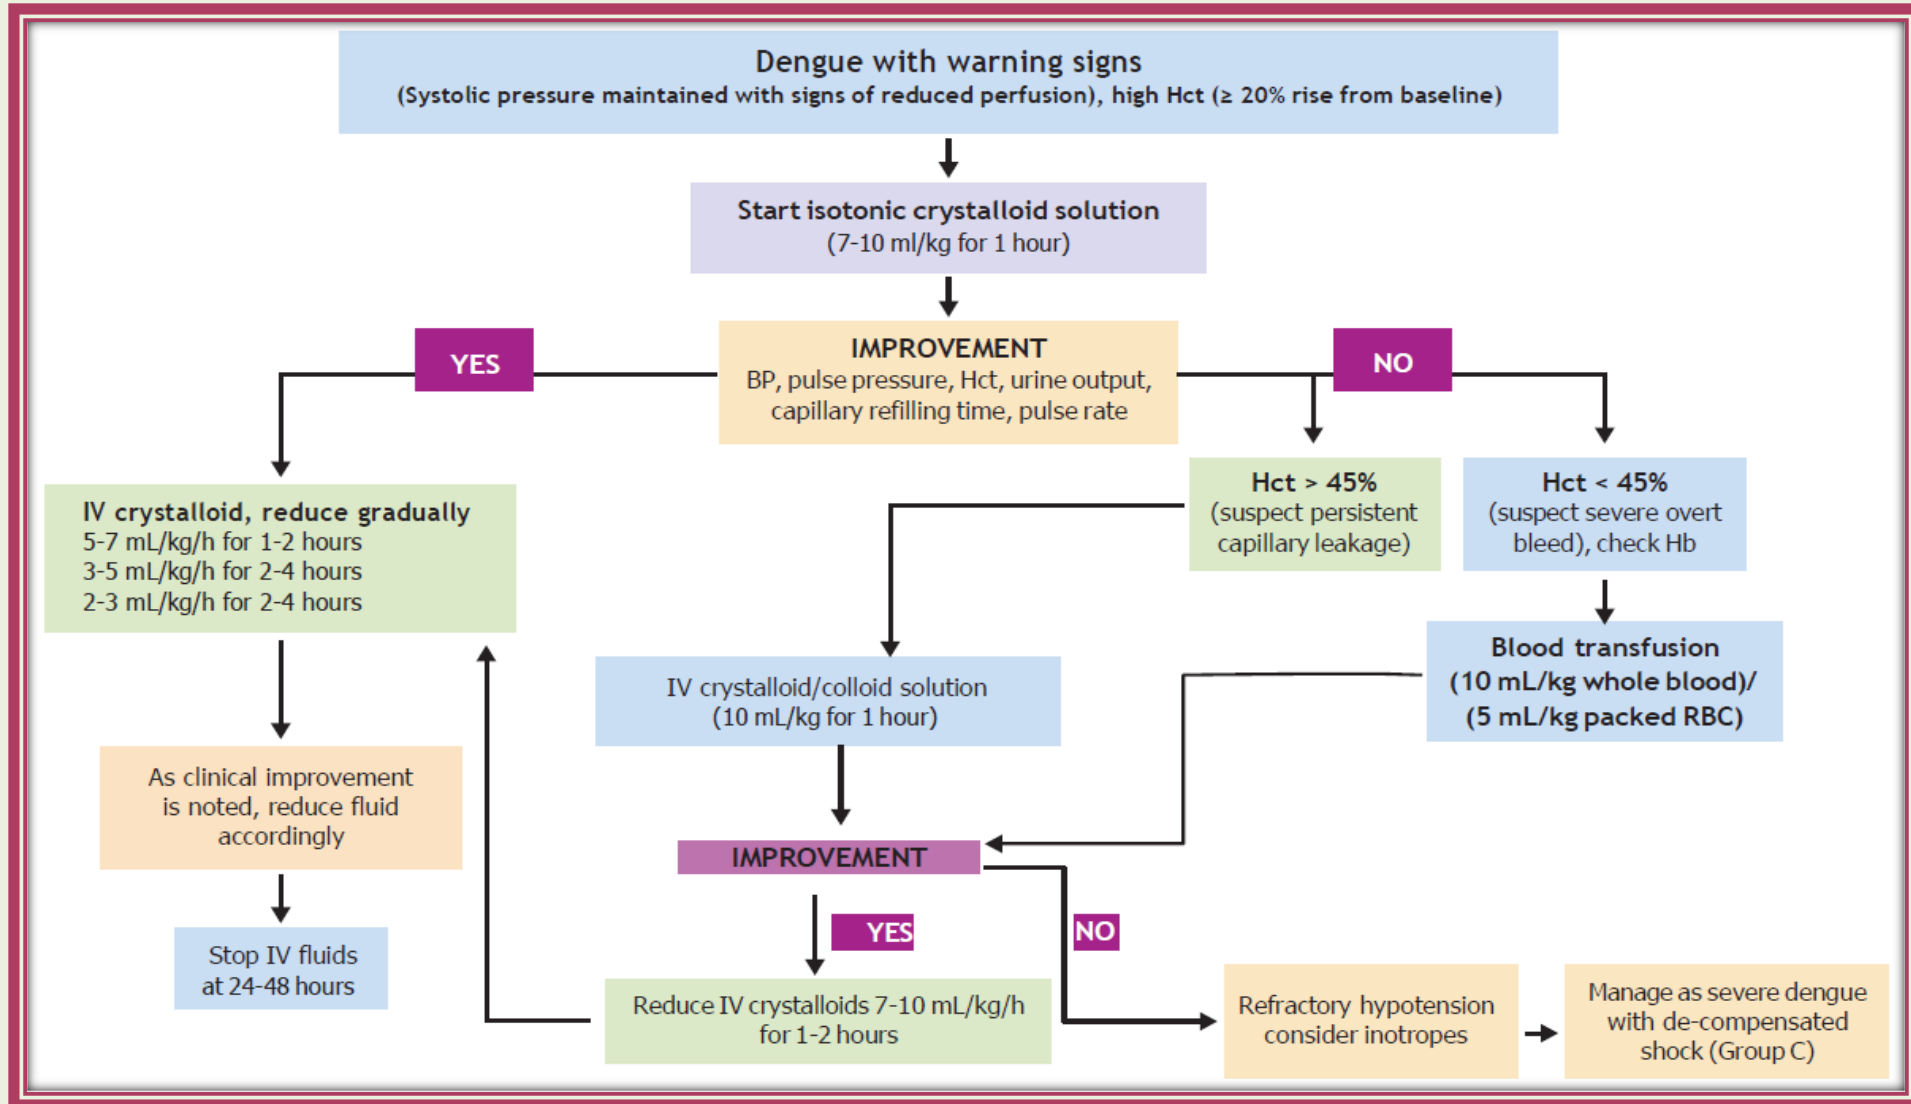 Dengue with warning signs
(Systolic pressure maintained with signs of reduced perfusion), high Hct (≥ 20% rise from baseline)
Start isotonic crystalloid solution
(7-10 ml/kg for 1 hour)
IMPROVEMENT
BP, pulse pressure, Hct, urine output,
capillary refilling time, pulse rate
YES
NO
IV crystalloid, reduce gradually
5-7 mL/kg/h for 1-2 hours
3-5 mL/kg/h for 2-4 hours
2-3 mL/kg/h for 2-4 hours
Hct > 45%
(suspect persistent
capillary leakage)
Hct < 45%
(suspect severe overt
bleed), check Hb
IV crystalloid/colloid solution
(10 mL/kg for 1 hour)
Blood transfusion
(10 mL/kg whole blood)/
(5 mL/kg packed RBC)
As clinical improvement
is noted, reduce fluid
accordingly
IMPROVEMENT
YES
NO
Stop IV fluids
at 24-48 hours
Reduce IV crystalloids 7-10 mL/kg/h
for 1-2 hours
Refractory hypotension
consider inotropes
Manage as severe dengue
with de-compensated
shock (Group C)